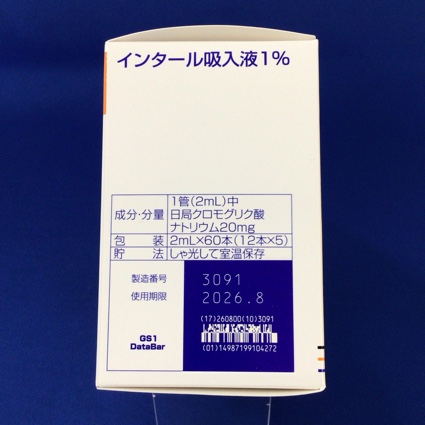 インタール吸入液1%
成分・分量 1管(2mL)中
日局クロモグリク酸
ナトリウム20mg
包装 2mL×60本(12本×5)
貯法 しゃ光して室温保存
製造番号 3091
使用期限 2026.8
(17)260800(10)3091
GS1
DataBar
(01)14987199104272